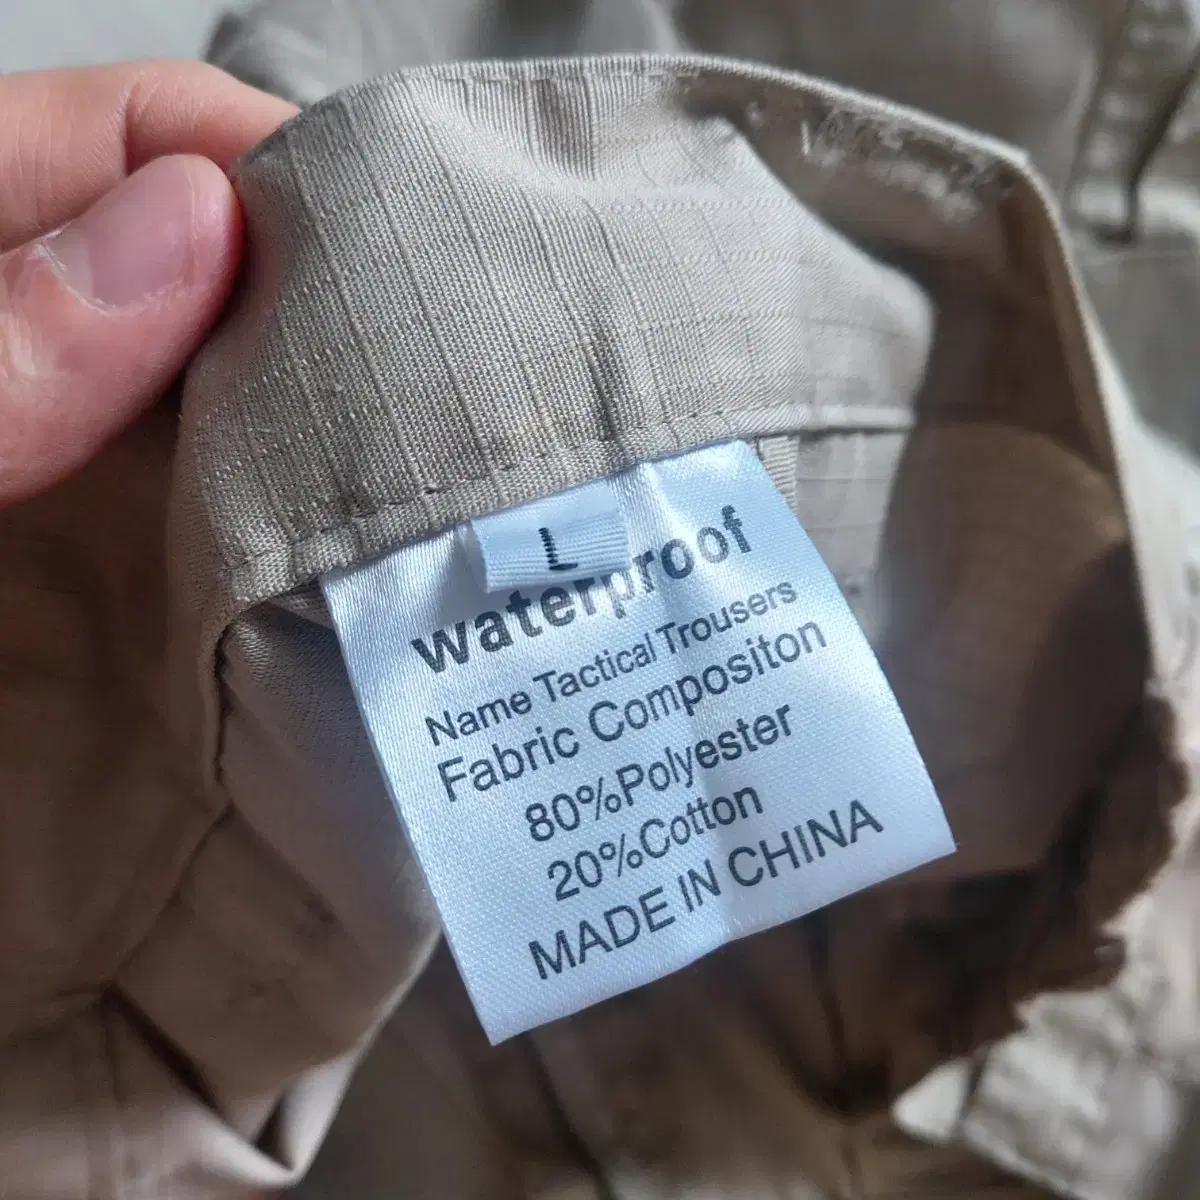 L
waterproof
Name Tactical Trousers
Fabric Compositon
80%Polyester
20%Cotton
MADE IN CHINA